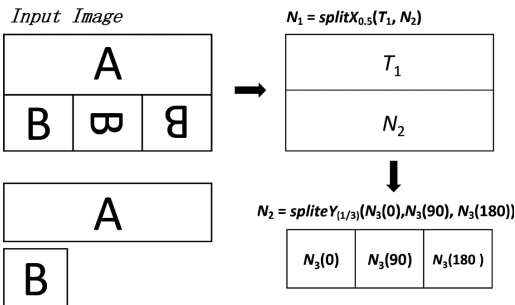 Input Image
A
B B B
A
B
N1 = splitX0.5(T1, N2)
T1
N2
N2 = spliteY(1/3)(N3(0),N3(90), N3(180))
N3(0) N3(90) N3(180 )